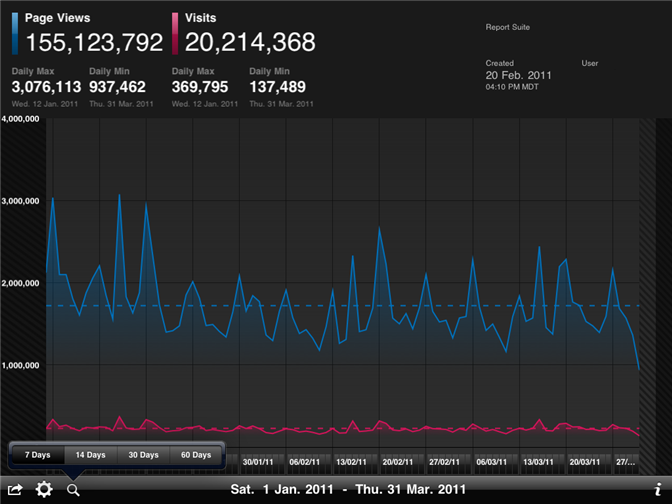 Page Views
155,123,792
Visits
20,214,368
Report Suite
Daily Max
3,076,113
Wed. 12 Jan. 2011
Daily Min
937,462
Thu. 31 Mar. 2011
Daily Max
369,795
Wed. 12 Jan. 2011
Daily Min
137,489
Thu. 31 Mar. 2011
Created
20 Feb. 2011
04:10 PM MDT
User
4,000,000
3,000,000
2,000,000
1,000,000
7 Days 14 Days 30 Days 60 Days
30/01/11 06/02/11 13/02/11 20/02/11 27/02/11 06/03/11 13/03/11 20/03/11 27/...
Sat. 1 Jan. 2011 - Thu. 31 Mar. 2011
i